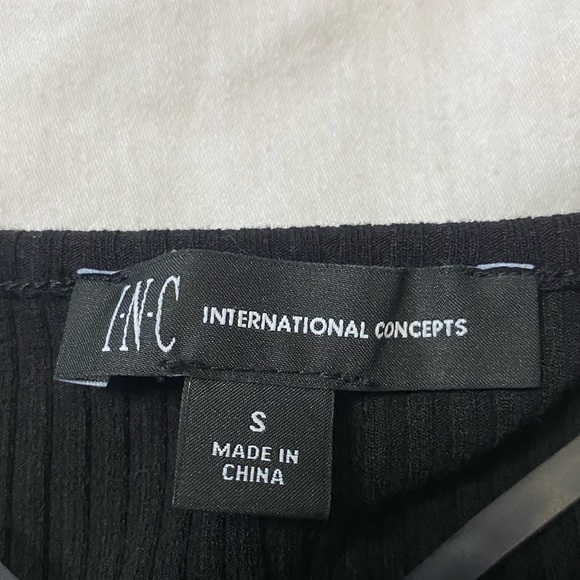 I·N·C INTERNATIONAL CONCEPTS
S
MADE IN
CHINA